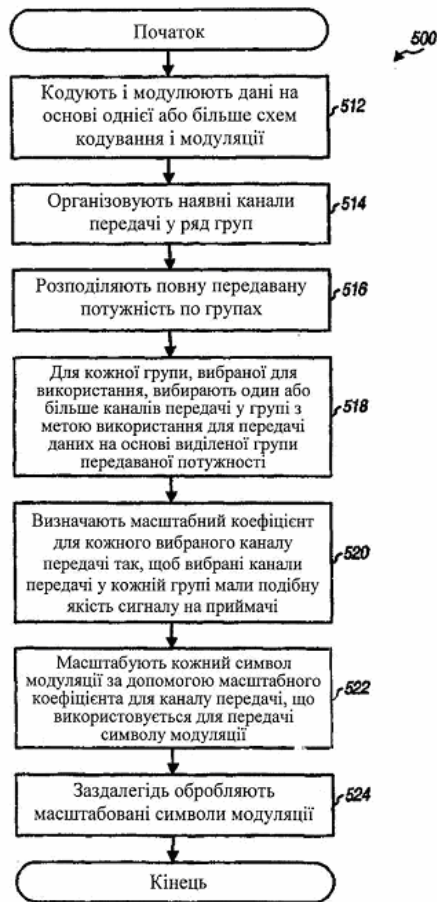 Початок
500
Кодують і модулюють дані на
основі однієї або більше схем
кодування і модуляції
512
Організовують наявні канали
передачі у ряд груп
514
Розподіляють повну передавану
потужність по групах
516
Для кожної групи, вибраної для
використання, вибирають один або
більше каналів передачі у групі з
метою використання для передачі
даних на основі виділеної групи
передаваної потужності
518
Визначають масштабний коефіцієнт
для кожного вибраного каналу
передачі так, щоб вибрані канали
передачі у кожній групі мали подібну
якість сигналу на приймачі
520
Масштабують кожний символ
модуляції за допомогою масштабного
коефіцієнта для каналу передачі, що
використовується для передачі
символу модуляції
522
Заздалегідь обробляють
масштабовані символи модуляції
524
Кінець